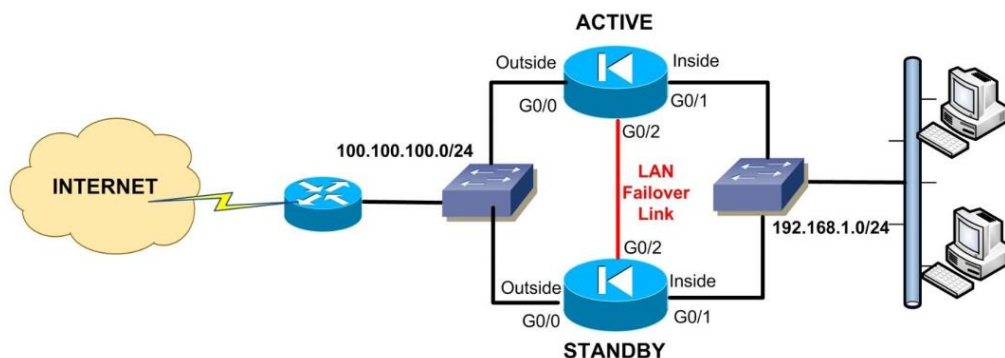 ACTIVE
Outside
Inside
G0/0
G0/1
G0/2
100.100.100.0/24
INTERNET
LAN
Failover
Link
192.168.1.0/24
G0/2
Outside
Inside
G0/0
G0/1
STANDBY